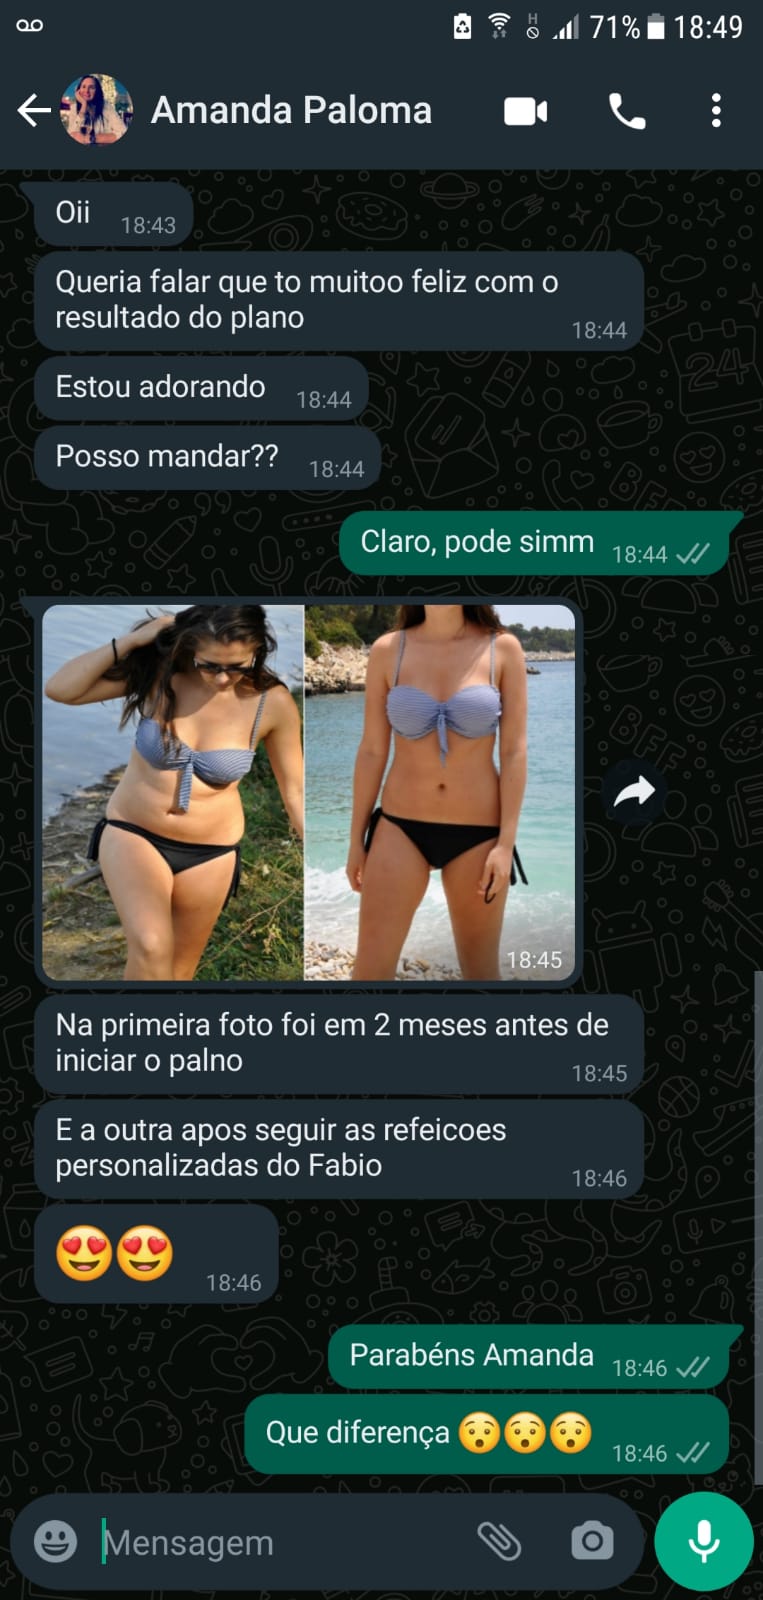 H
71%
18:49
Amanda Paloma
Oii
18:43
Queria falar que to muitoo feliz com o
resultado do plano
18:44
Estou adorando
18:44
Posso mandar??
18:44
Claro, pode simm
18:44
18:45
Na primeira foto foi em 2 meses antes de
iniciar o palno
18:45
E a outra apos seguir as refeicoes
personalizadas do Fabio
18:46
😍😍
18:46
Parabéns Amanda
18:46
Que diferença 😯😯😯
18:46
Mensagem